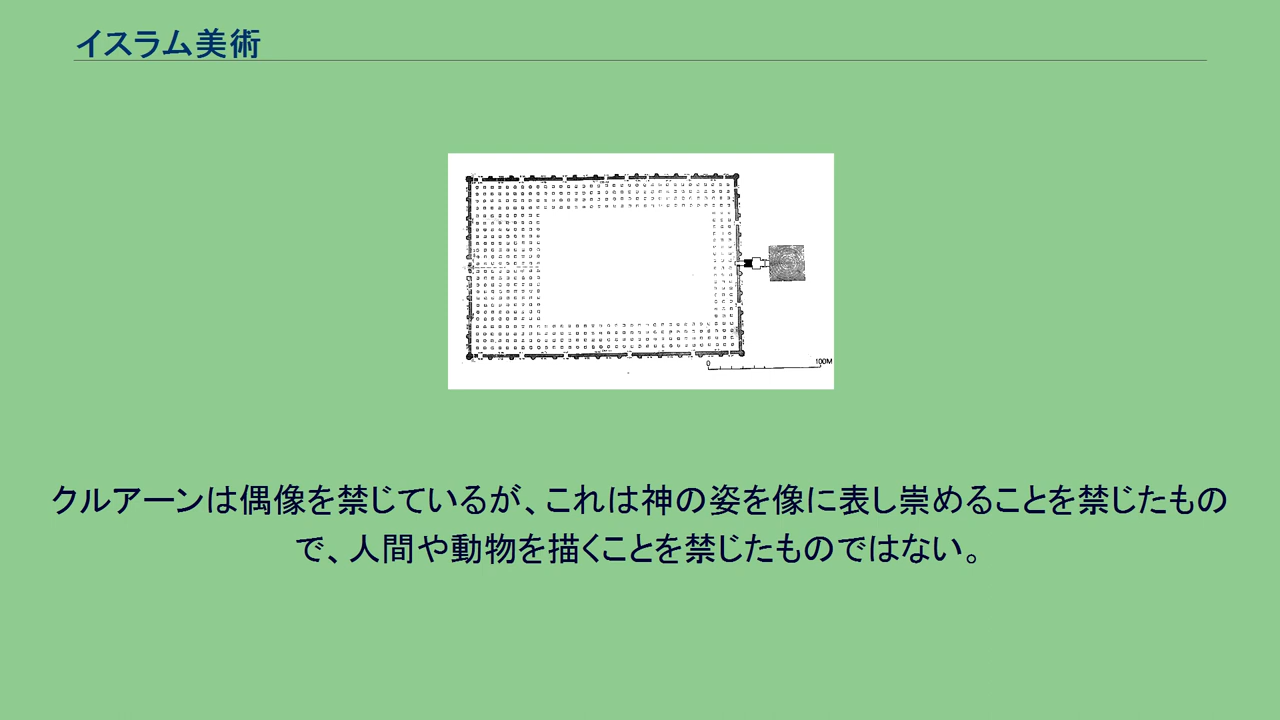 イスラム美術
0 100M
クルアーンは偶像を禁じているが、これは神の姿を像に表し崇めることを禁じたもの
で、人間や動物を描くことを禁じたものではない。